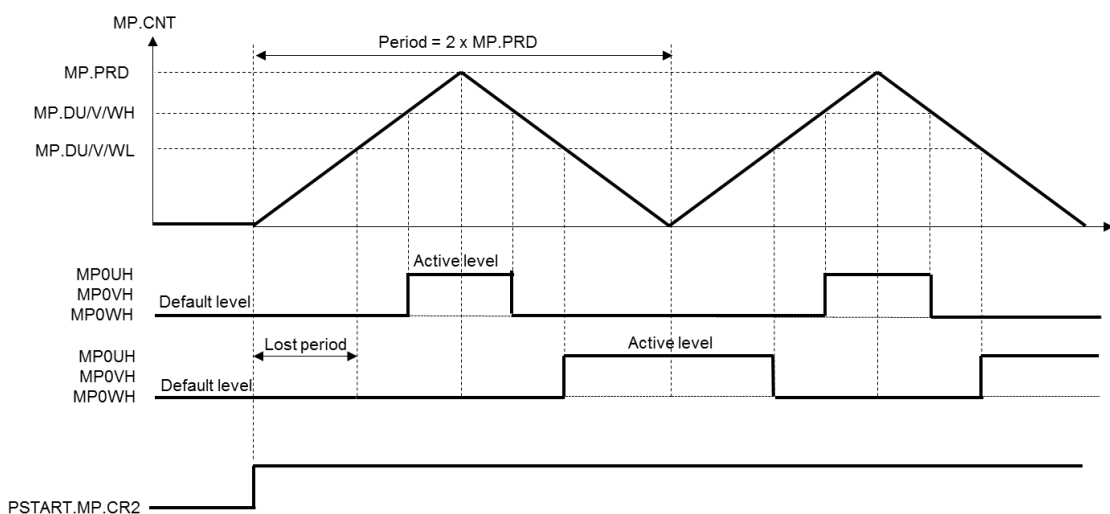 MP.CNT
Period = 2 x MP.PRD
MP.PRD
MP.DU/V/WH
MP.DU/V/WL
MP0UH
MP0VH
MP0WH
Active level
Default level
MP0UH
MP0VH
MP0WH
Lost period
Active level
Default level
PSTART.MP.CR2